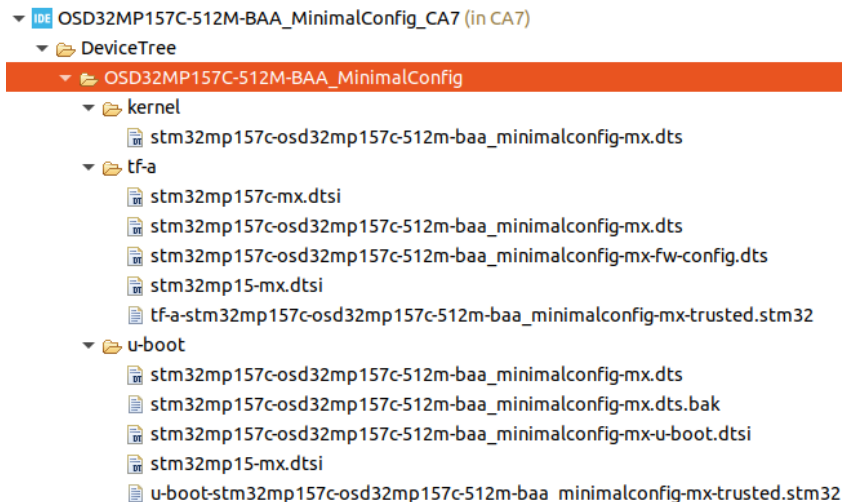 IDE OSD32MP157C-512M-BAA_MinimalConfig_CA7 (in CA7)
DeviceTree
OSD32MP157C-512M-BAA_MinimalConfig
kernel
stm32mp157c-osd32mp157c-512m-baa_minimalconfig-mx.dts
tf-a
stm32mp157c-mx.dtsi
stm32mp157c-osd32mp157c-512m-baa_minimalconfig-mx.dts
stm32mp157c-osd32mp157c-512m-baa_minimalconfig-mx-fw-config.dts
stm32mp15-mx.dtsi
tf-a-stm32mp157c-osd32mp157c-512m-baa_minimalconfig-mx-trusted.stm32
u-boot
stm32mp157c-osd32mp157c-512m-baa_minimalconfig-mx.dts
stm32mp157c-osd32mp157c-512m-baa_minimalconfig-mx.dts.bak
stm32mp157c-osd32mp157c-512m-baa_minimalconfig-mx-u-boot.dtsi
stm32mp15-mx.dtsi
u-boot-stm32mp157c-osd32mp157c-512m-baa_minimalconfig-mx-trusted.stm32